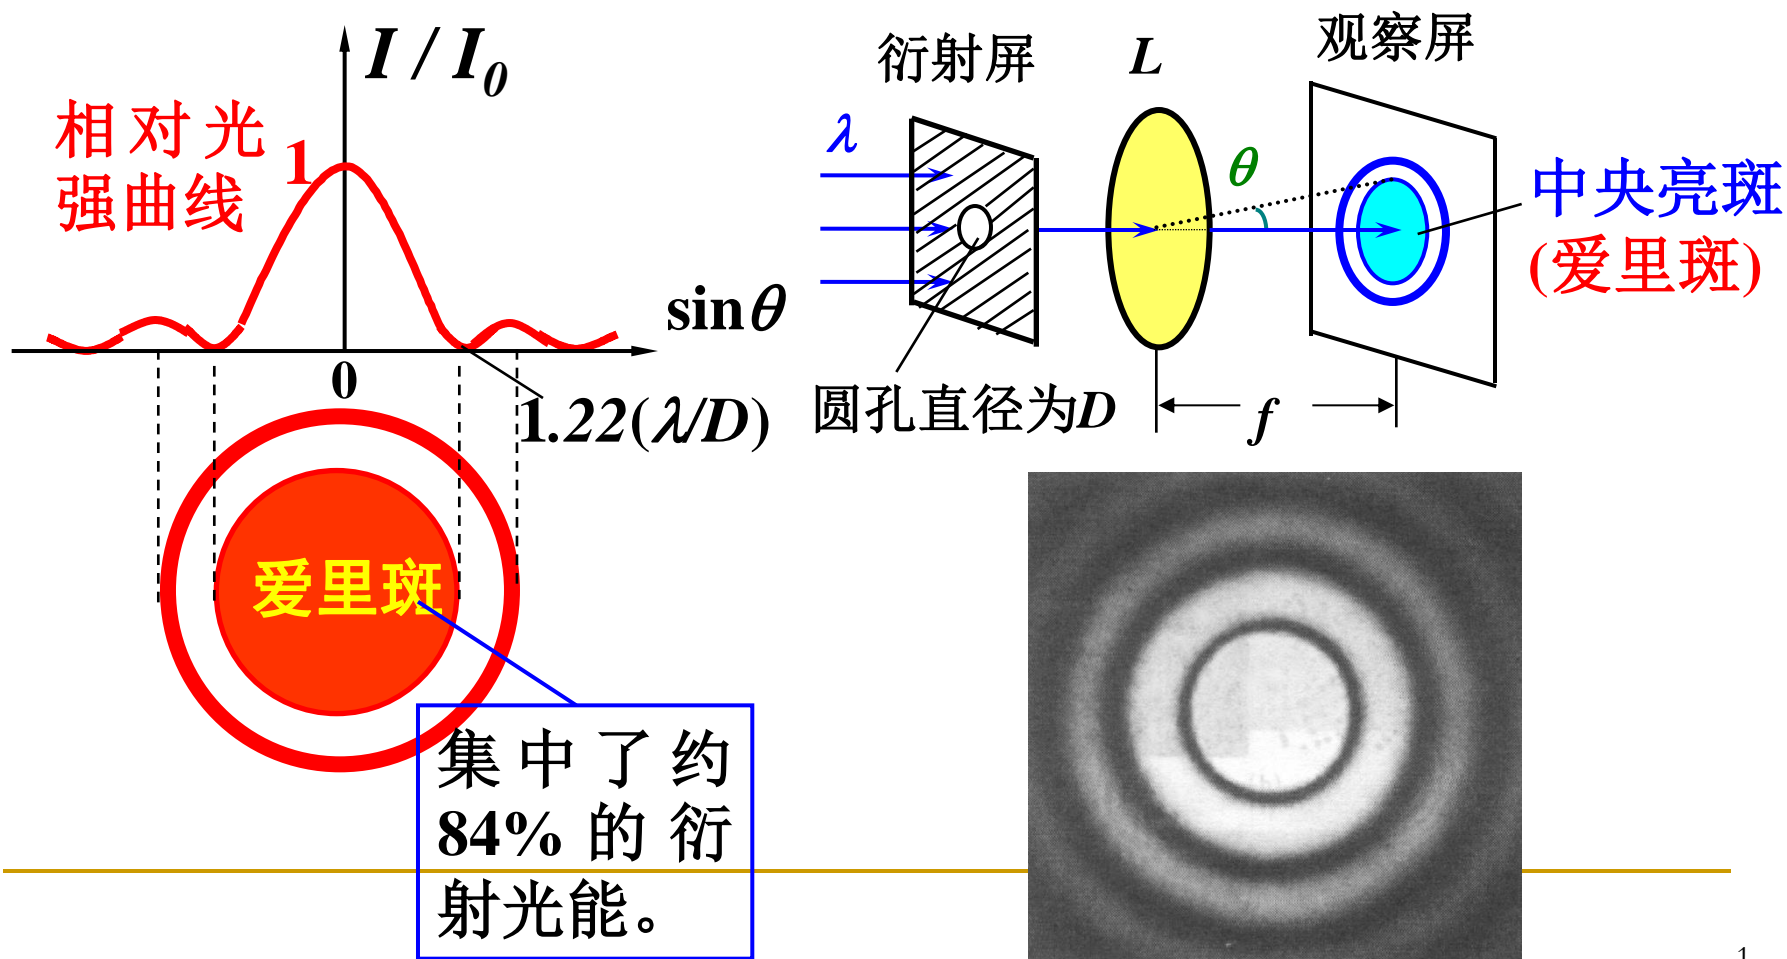 I / I₀
相对光
强曲线
1
sinθ
0
1.22(λ/D)
爱里斑
集中了约
84%的衍
射光能。
衍射屏
L
观察屏
λ
θ
中央亮斑
(爱里斑)
圆孔直径为D
f
1